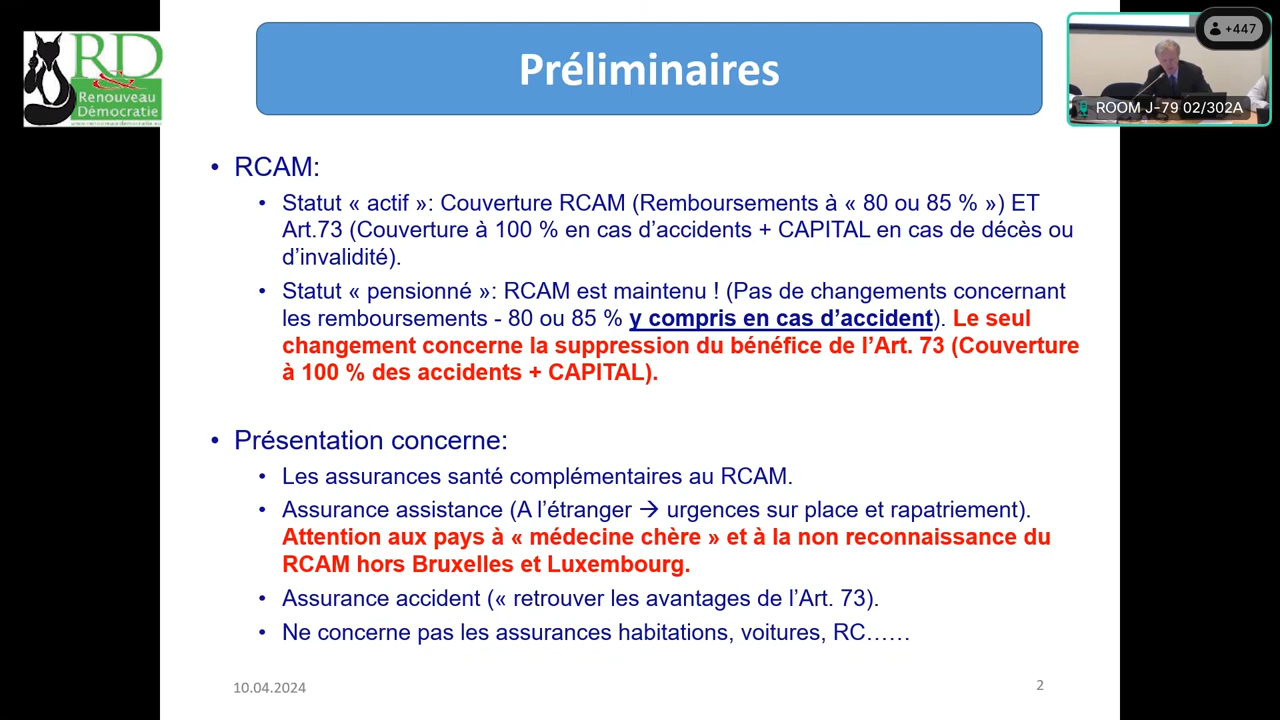 RD
&
Renouveau
Démocratie
Préliminaires
+447
ROOM J-79 02/302A
• RCAM:
• Statut « actif »: Couverture RCAM (Remboursements à « 80 ou 85 % ») ET
Art.73 (Couverture à 100 % en cas d’accidents + CAPITAL en cas de décès ou
d’invalidité).
• Statut « pensionné »: RCAM est maintenu ! (Pas de changements concernant
les remboursements - 80 ou 85 % y compris en cas d’accident). Le seul
changement concerne la suppression du bénéfice de l’Art. 73 (Couverture
à 100 % des accidents + CAPITAL).
• Présentation concerne:
• Les assurances santé complémentaires au RCAM.
• Assurance assistance (A l’étranger → urgences sur place et rapatriement).
Attention aux pays à « médecine chère » et à la non reconnaissance du
RCAM hors Bruxelles et Luxembourg.
• Assurance accident (« retrouver les avantages de l’Art. 73).
• Ne concerne pas les assurances habitations, voitures, RC……
10.04.2024
2